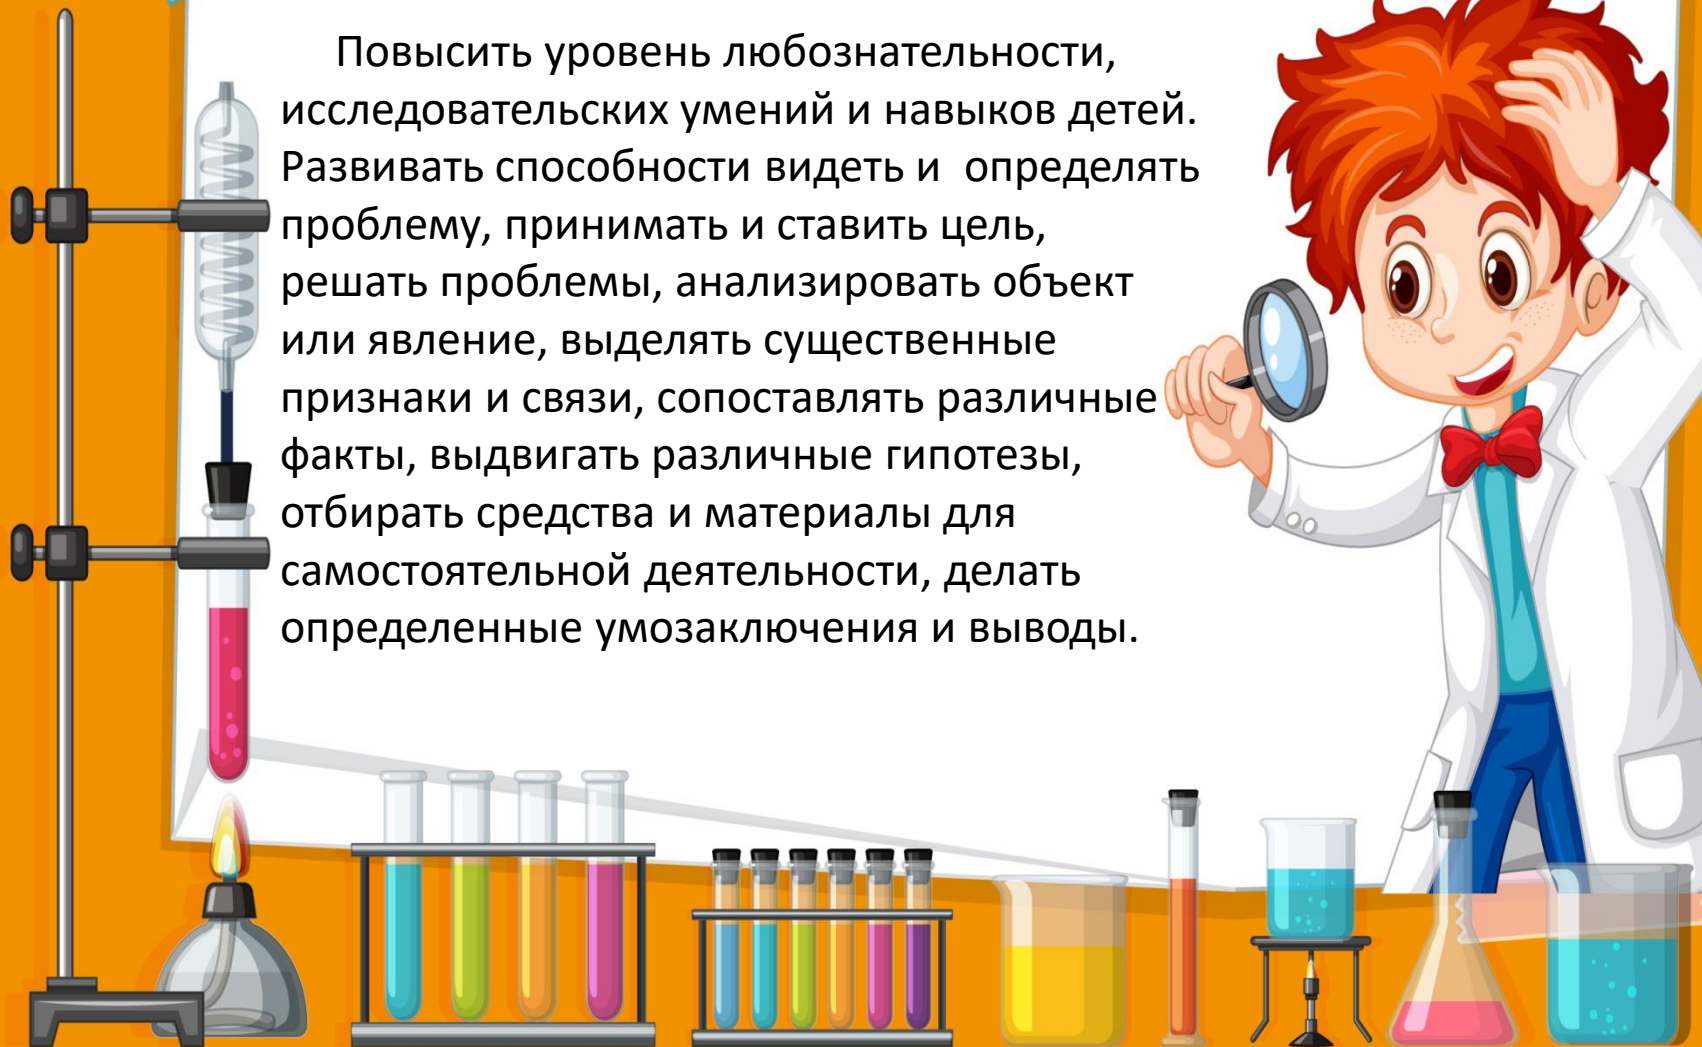 Повысить уровень любознательности,
исследовательских умений и навыков детей.
Развивать способности видеть и определять
проблему, принимать и ставить цель,
решать проблемы, анализировать объект
или явление, выделять существенные
признаки и связи, сопоставлять различные
факты, выдвигать различные гипотезы,
отбирать средства и материалы для
самостоятельной деятельности, делать
определенные умозаключения и выводы.